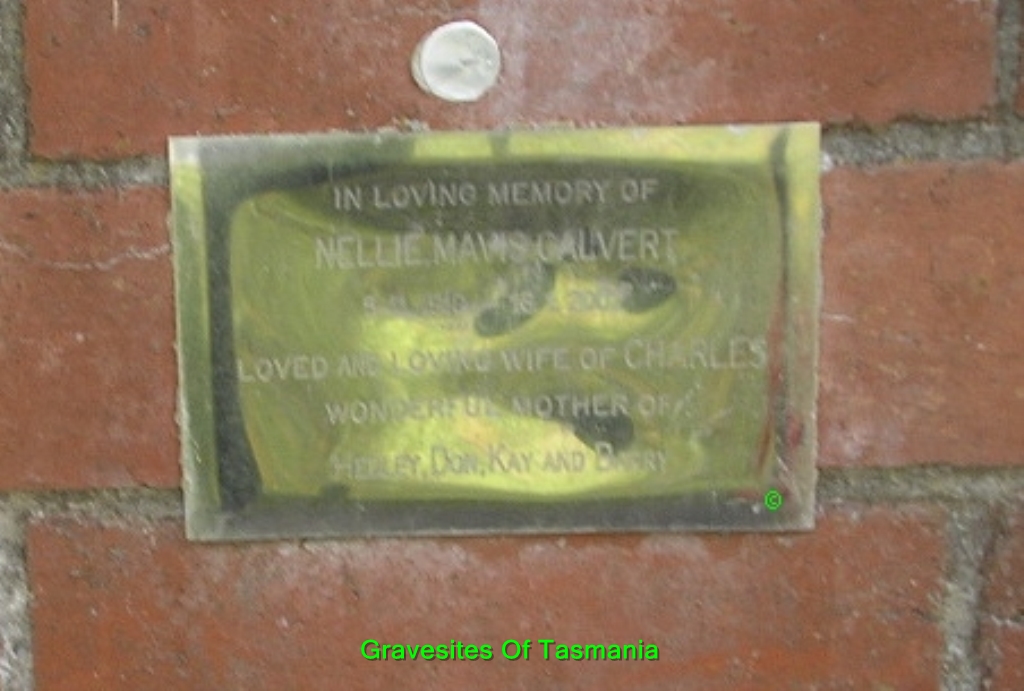 IN LOVING MEMORY OF
NELLIE MAVIS CALVERT
LOVED AND LOVING WIFE OF CHARLES
WONDERFUL MOTHER OF
DON, KAY AND BARRY
©
Gravesites Of Tasmania